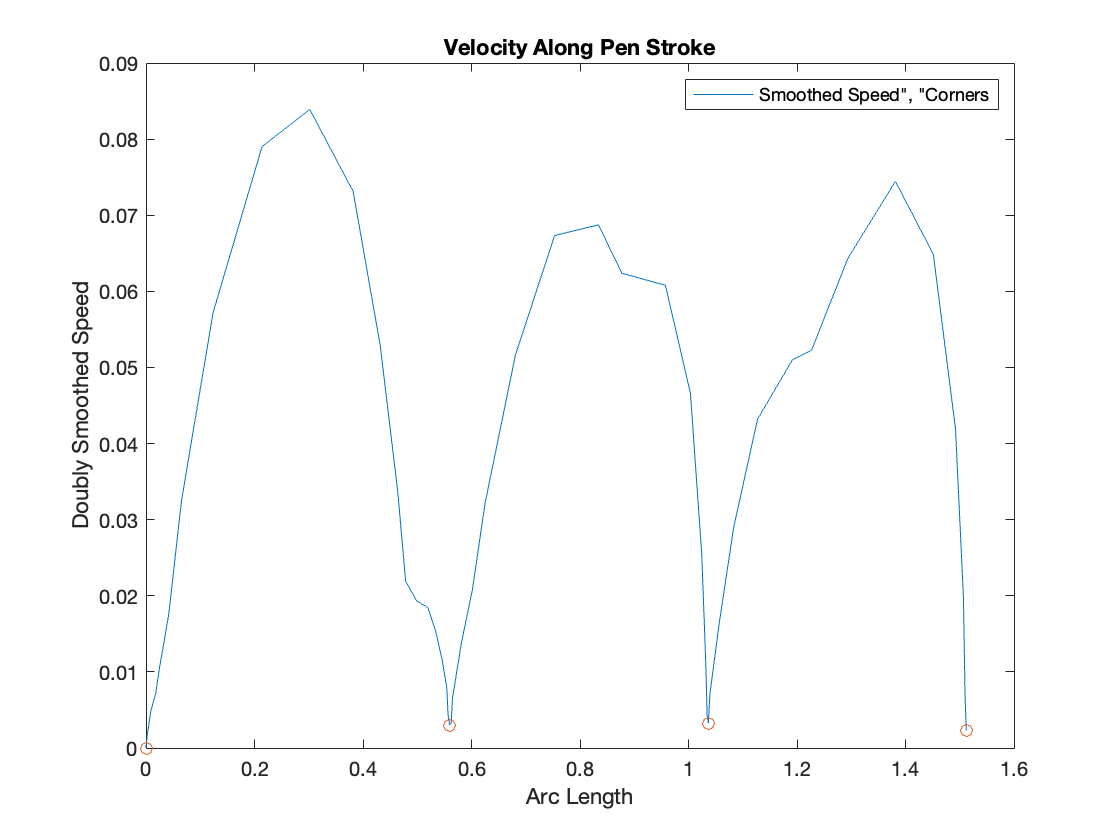 Velocity Along Pen Stroke
Smoothed Speed", "Corners
0.09
0.08
0.07
0.06
0.05
0.04
0.03
0.02
0.01
0
Doubly Smoothed Speed
0 0.2 0.4 0.6 0.8 1 1.2 1.4 1.6
Arc Length